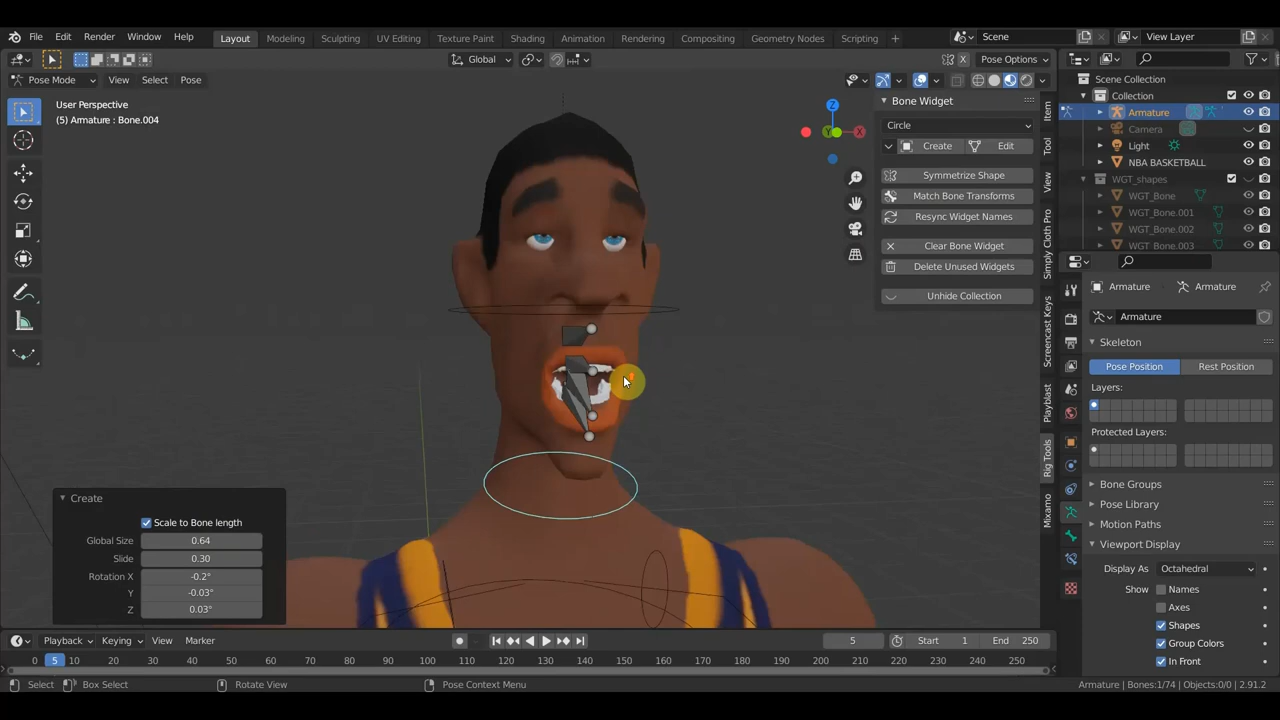 File Edit Render Window Help Layout Modeling Sculpting UV Editing Texture Paint Shading Animation Rendering Compositing Geometry Nodes Scripting + Scene View Layer
Global X Pose Options
Pose Mode View Select Pose
User Perspective
(5) Armature : Bone.004
Z
X
Y
Bone Widget
Circle
Create Edit
Symmetrize Shape
Match Bone Transforms
Resync Widget Names
Clear Bone Widget
Delete Unused Widgets
Unhide Collection
Item
Tool
View
Simply Cloth Pro
Screencast Keys
Playblast
Rig Tools
Mixamo
Scene Collection
Collection
Armature
Camera
Light
NBA BASKETBALL
WGT_shapes
WGT_Bone
WGT_Bone.001
WGT_Bone.002
WGT_Bone.003
Armature Armature
Armature
Skeleton
Pose Position Rest Position
Layers:
Protected Layers:
Bone Groups
Pose Library
Motion Paths
Viewport Display
Display As Octahedral
Show Names
Axes
Shapes
Group Colors
In Front
Create
Scale to Bone length
Global Size 0.64
Slide 0.30
Rotation X -0.2°
Y -0.03°
Z 0.03°
Playback Keying View Marker 5 Start 1 End 250
0 5 10 20 30 40 50 60 70 80 90 100 110 120 130 140 150 160 170 180 190 200 210 220 230 240 250
Select Box Select Rotate View Pose Context Menu Armature | Bones:1/74 | Objects:0/0 | 2.91.2